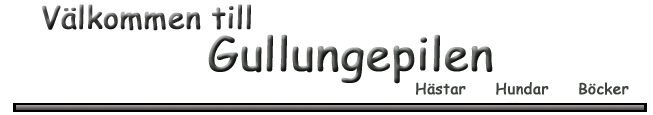 Välkommen till
Gullungepilen
Hästar Hundar Böcker